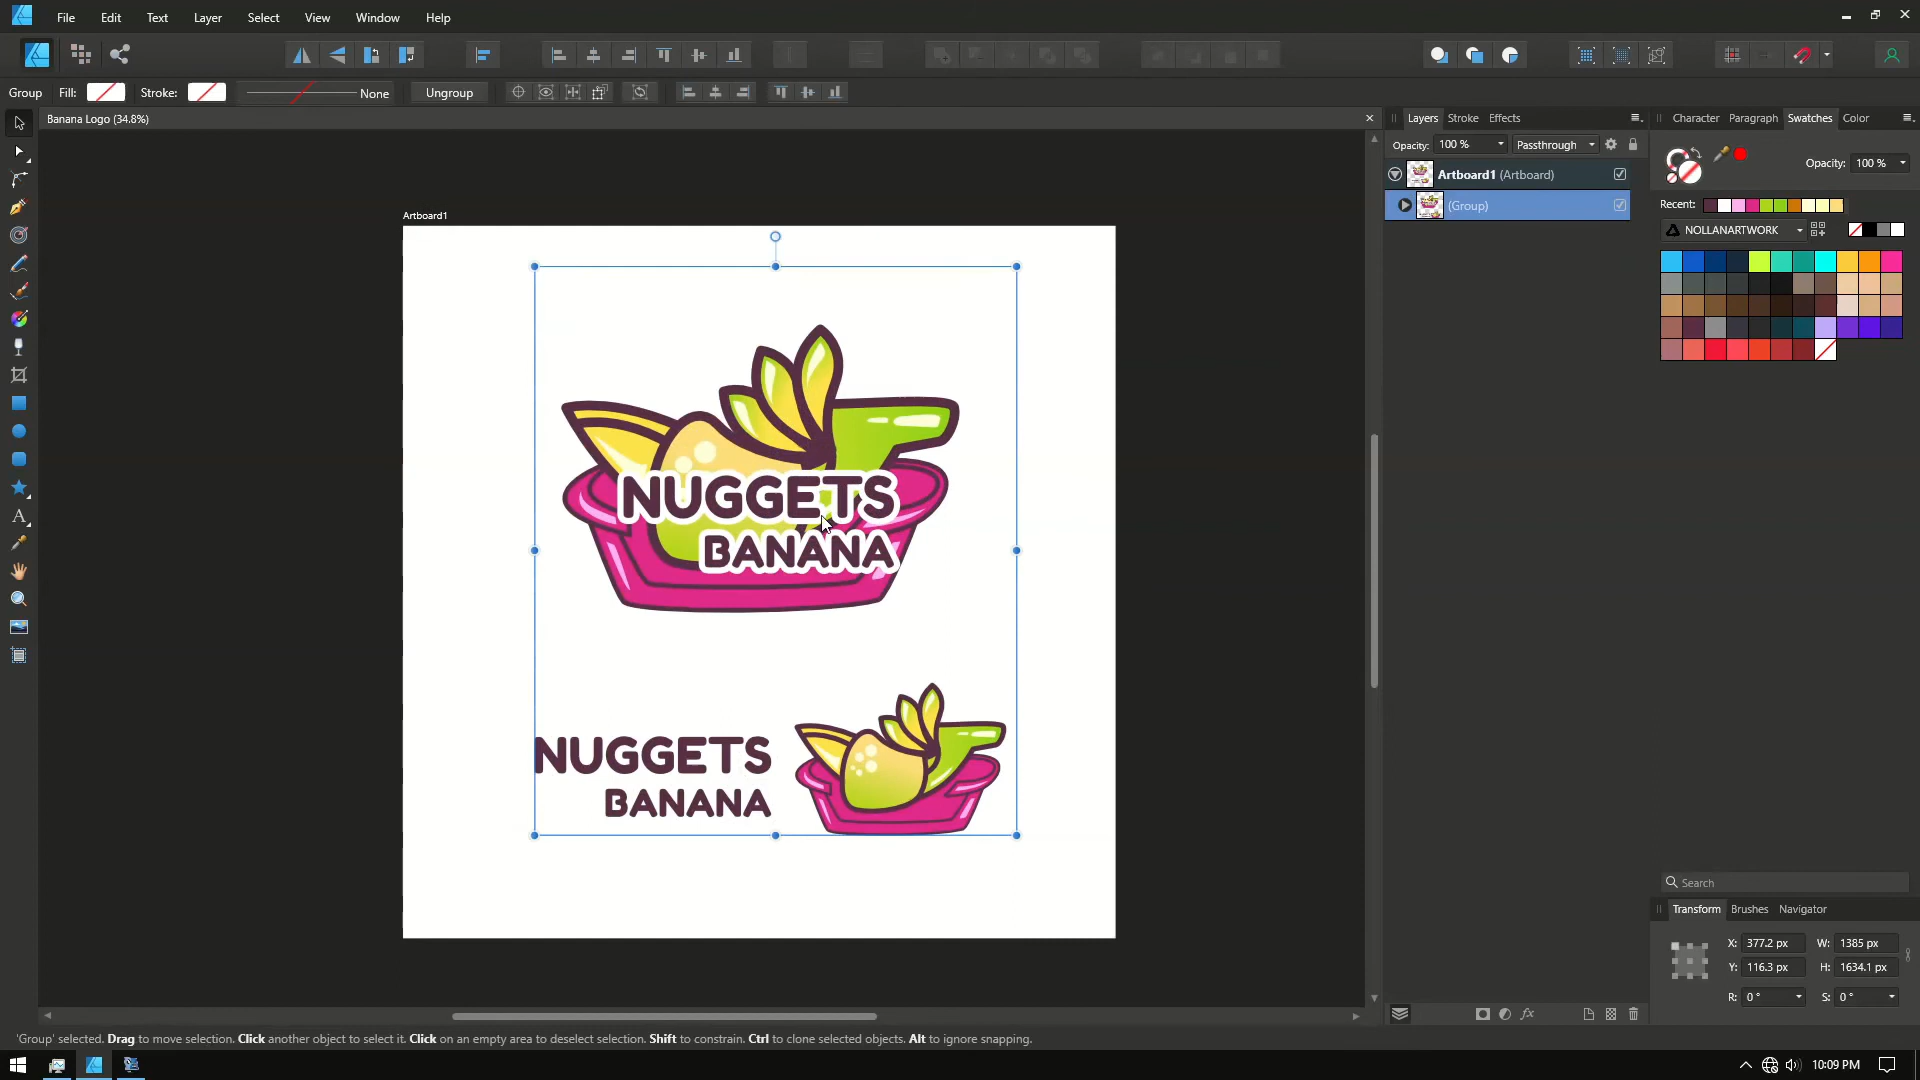 File Edit Text Layer Select View Window Help
Group Fill: Stroke: None Ungroup
Banana Logo (34.8%)
Artboard1
NUGGETS
BANANA
NUGGETS
BANANA
Layers Stroke Effects
Opacity: 100 % Passthrough
Artboard1 (Artboard)
(Group)
Character Paragraph Swatches Color
Opacity: 100 %
Recent:
NOLLANARTWORK
Search
Transform Brushes Navigator
X: 377.2 px W: 1385 px
Y: 116.3 px H: 1634.1 px
R: 0 ° S: 0 °
'Group' selected. Drag to move selection. Click another object to select it. Click on an empty area to deselect selection. Shift to constrain. Ctrl to clone selected objects. Alt to ignore snapping.
10:09 PM